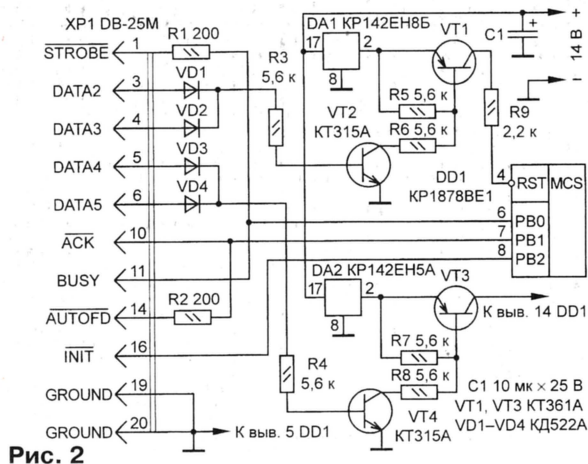 XP1 DB-25M
STROBE 1 R1 200
DATA2 3 VD1
DATA3 4 VD2
DATA4 5 VD3
DATA5 6 VD4
ACK 10
BUSY 11
AUTOFD 14 R2 200
INIT 16
GROUND 19
GROUND 20
К выв. 5 DD1
R3
5,6 к
DA1 КР142ЕН8Б
17 2
8
VT1
C1 +
+
14 В
−
R5 5,6 к
R6 5,6 к
VT2
КТ315А
R9
2,2 к
DD1
КР1878ВЕ1
4 RST MCS
6 PB0
7 PB1
8 PB2
DA2 КР142ЕН5А
17 2
8
VT3
К выв. 14 DD1
R7 5,6 к
R8 5,6 к
R4
5,6 к
VT4
КТ315А
C1 10 мк × 25 В
VT1, VT3 КТ361А
VD1–VD4 КД522А
Рис. 2